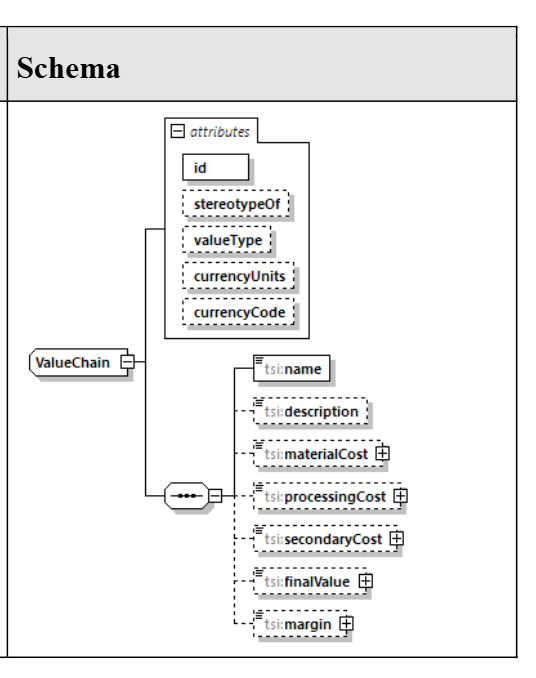 Schema
attributes
id
stereotypeOf
valueType
currencyUnits
currencyCode
ValueChain
tsi:name
tsi:description
tsi:materialCost
tsi:processingCost
tsi:secondaryCost
tsi:finalValue
tsi:margin